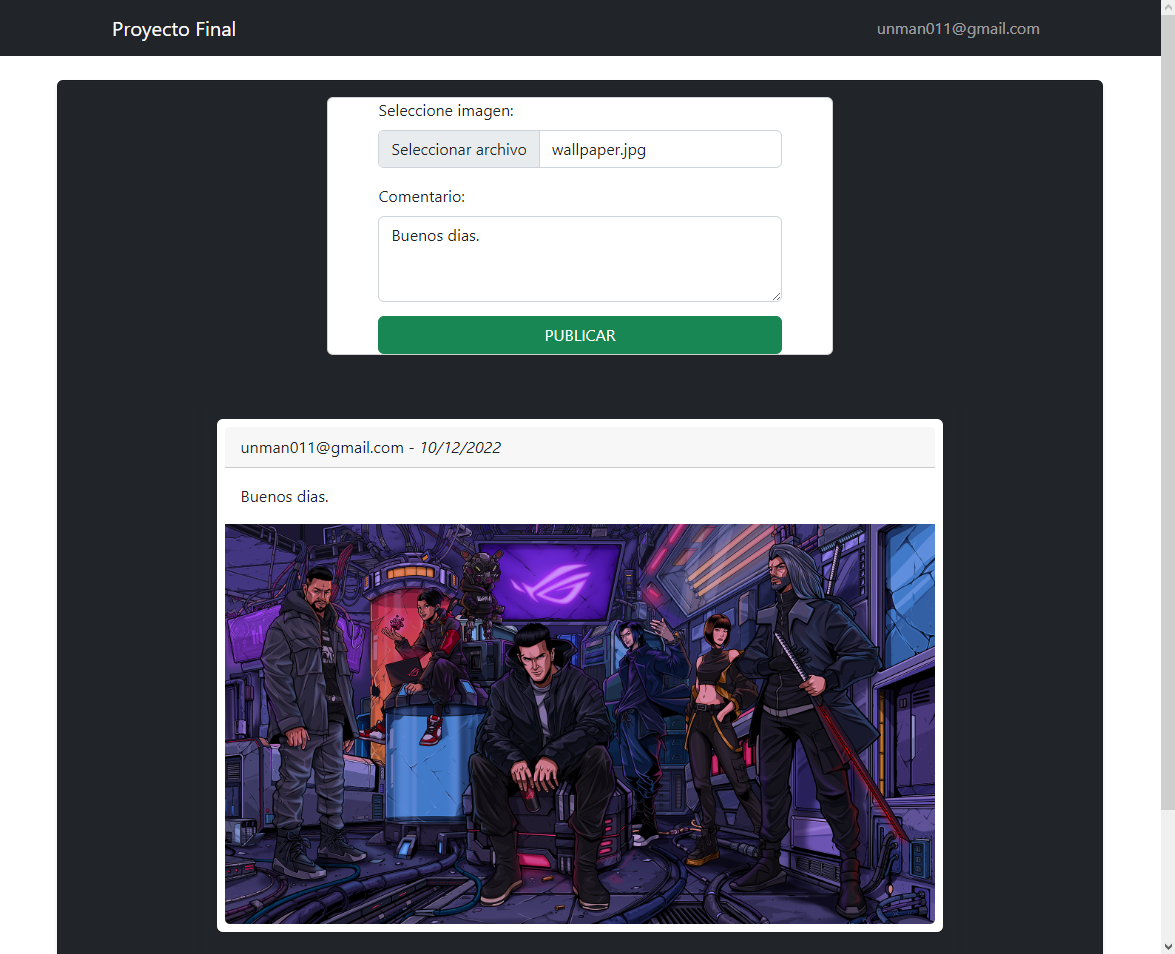 Proyecto Final
unman011@gmail.com
Seleccione imagen:
Seleccionar archivo wallpaper.jpg
Comentario:
Buenos dias.
PUBLICAR
unman011@gmail.com - 10/12/2022
Buenos dias.